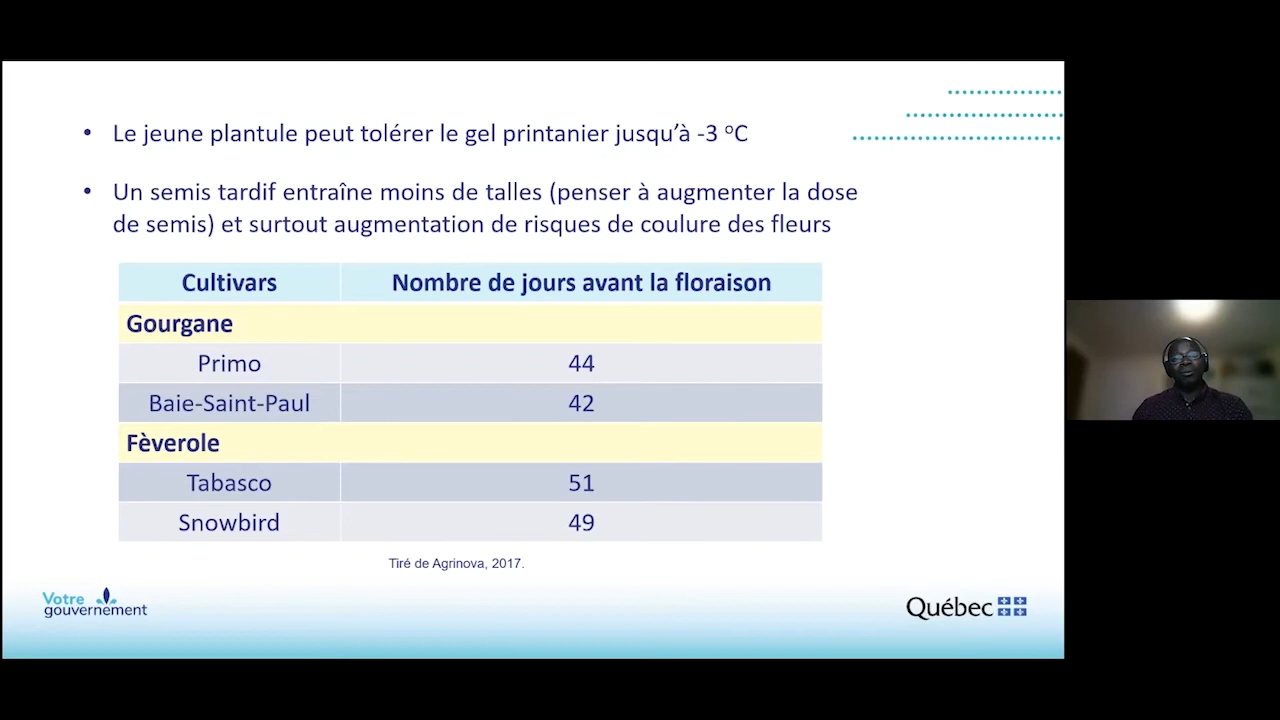 • Le jeune plantule peut tolérer le gel printanier jusqu’à -3 ºC
• Un semis tardif entraîne moins de talles (penser à augmenter la dose
de semis) et surtout augmentation de risques de coulure des fleurs
Cultivars Nombre de jours avant la floraison
Gourgane
Primo 44
Baie-Saint-Paul 42
Fèverole
Tabasco 51
Snowbird 49
Tiré de Agrinova, 2017.
Votre
gouvernement
Québec